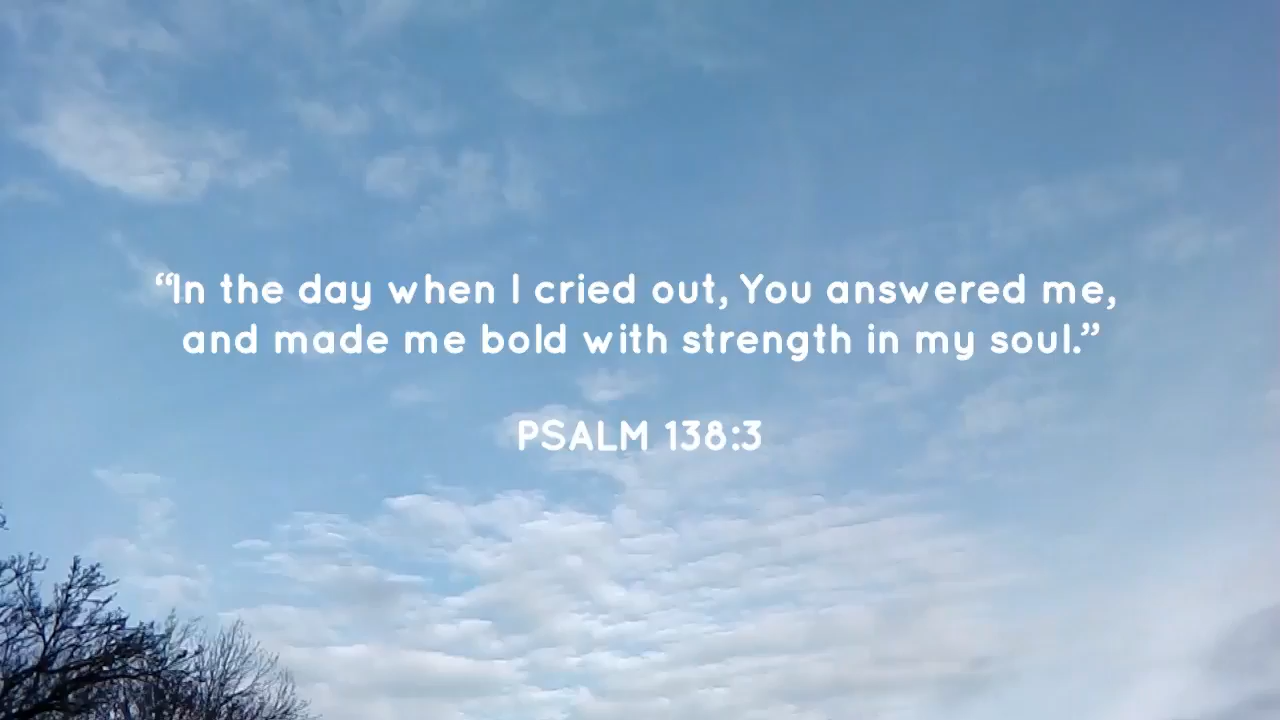 “In the day when I cried out, You answered me,
and made me bold with strength in my soul.”
PSALM 138:3